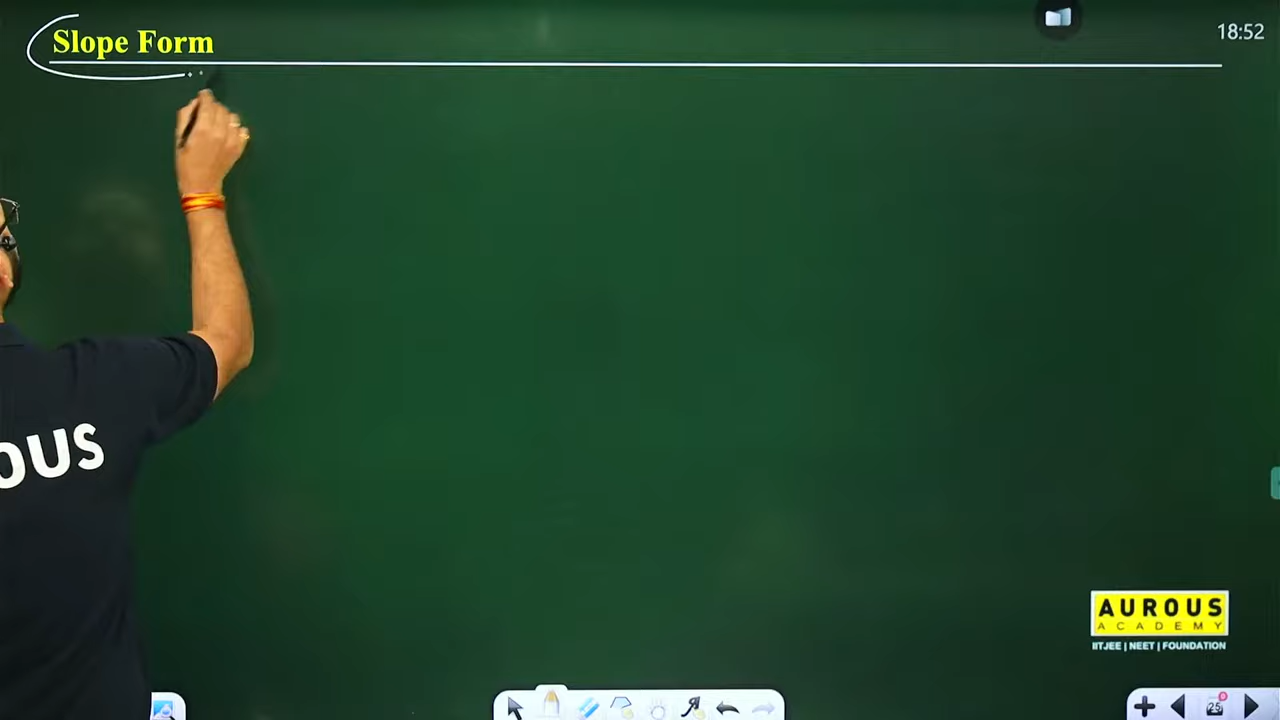 Slope Form
18:52
OUS
AUROUS
ACADEMY
IITJEE | NEET | FOUNDATION
25